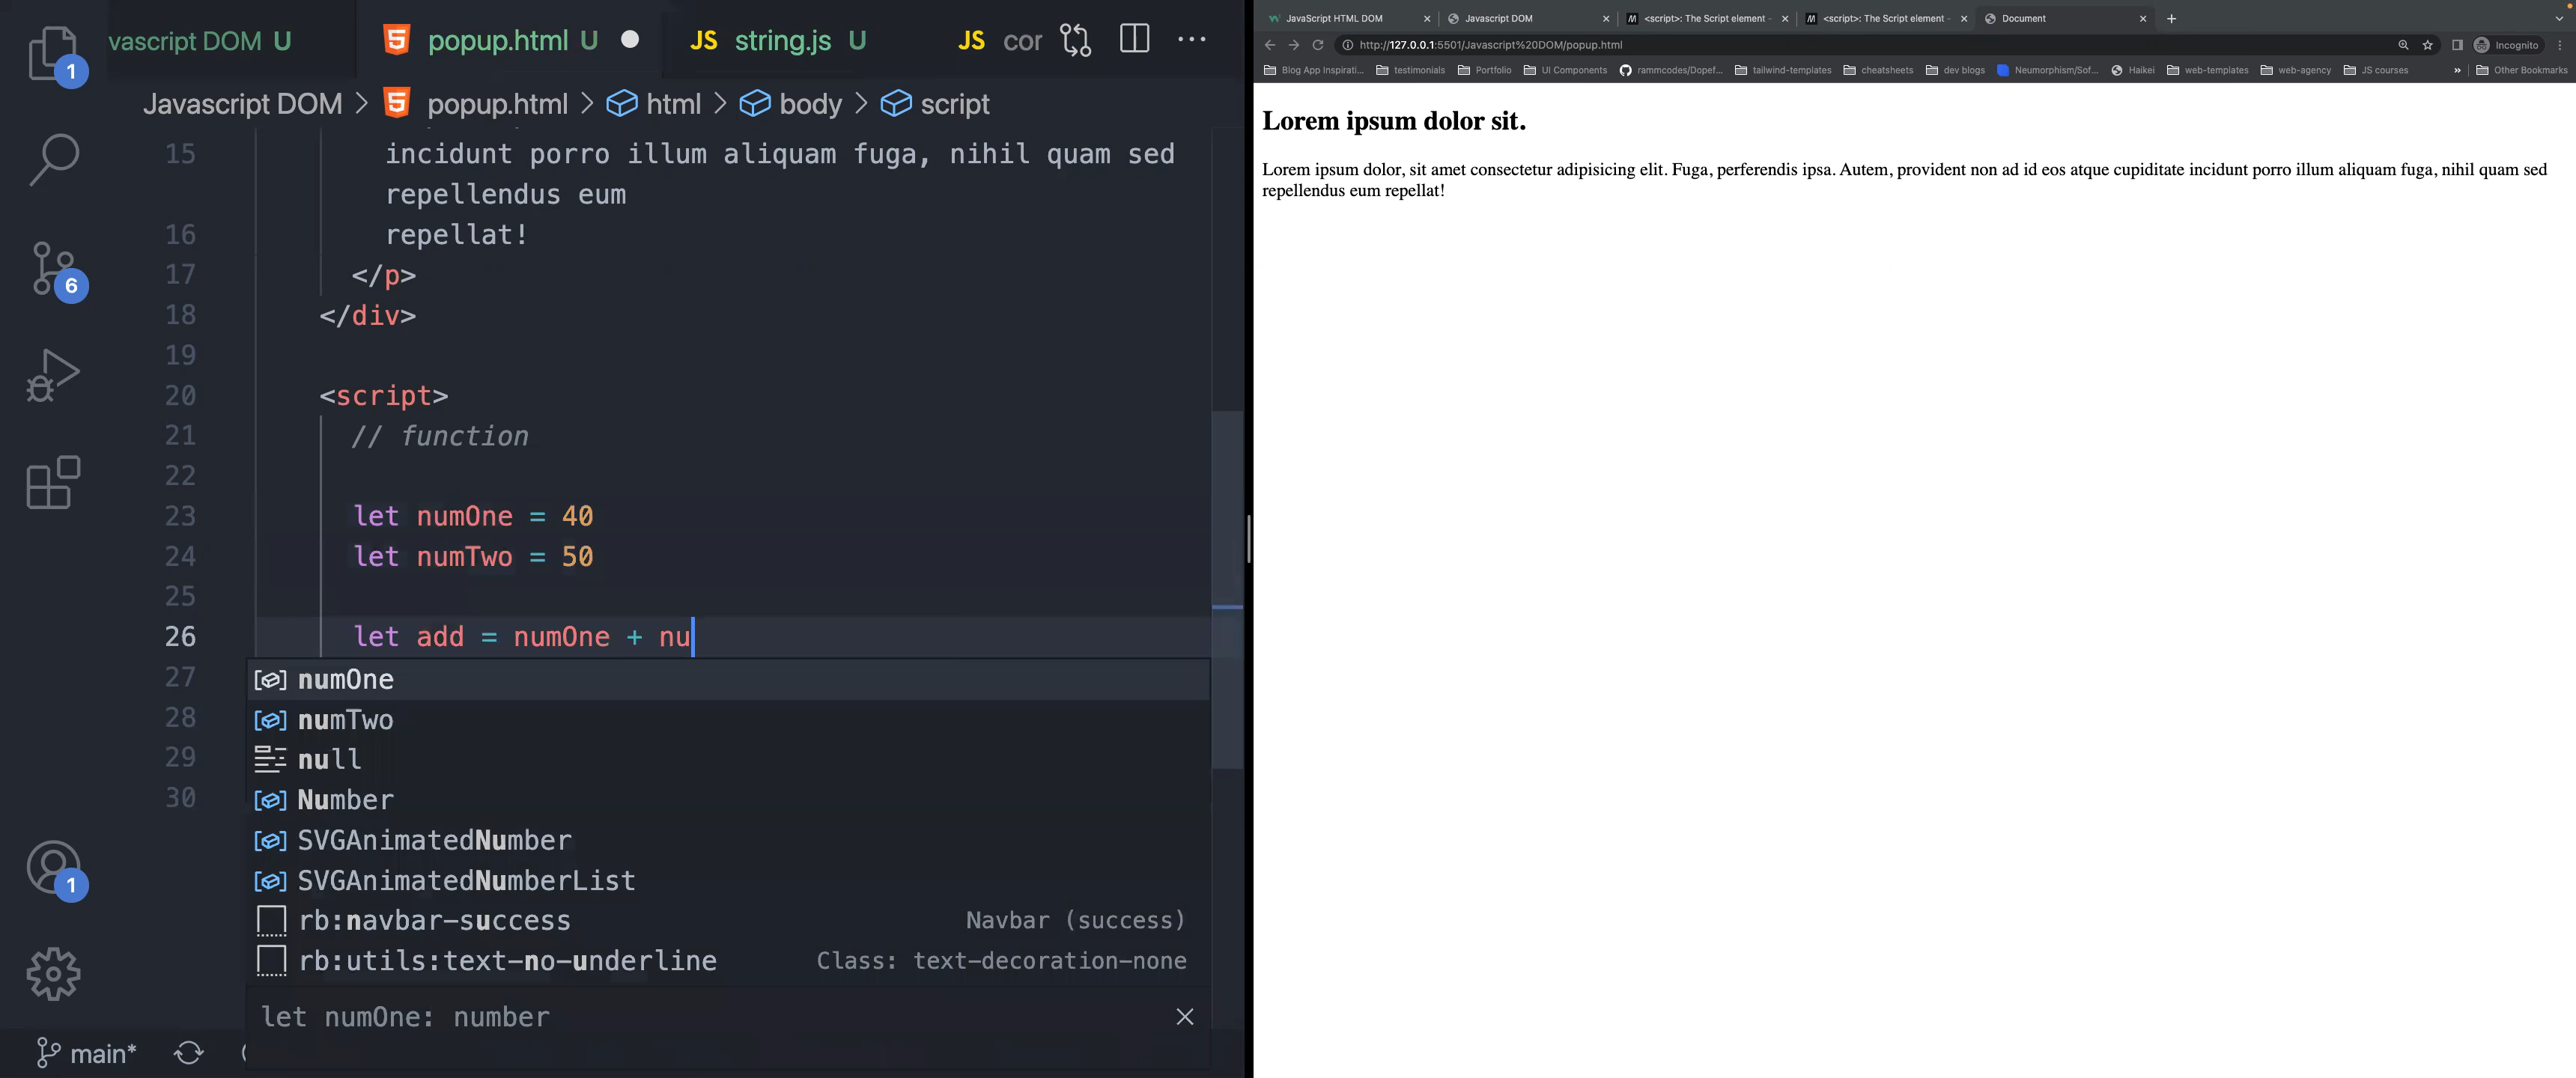 vascript DOM U
popup.html U
JS string.js U
JS cor
Javascript DOM > popup.html > html > body > script
15 incidunt porro illum aliquam fuga, nihil quam sed
repellendus eum
16 repellat!
17 </p>
18 </div>
19
20 <script>
21 // function
22
23 let numOne = 40
24 let numTwo = 50
25
26 let add = numOne + nu
27
28
29
30
numOne
numTwo
null
Number
SVGAnimatedNumber
SVGAnimatedNumberList
rb:navbar-success Navbar (success)
rb:utils:text-no-underline Class: text-decoration-none
let numOne: number
1
6
1
main*
JavaScript HTML DOM
Javascript DOM
<script>: The Script element -
<script>: The Script element -
Document
http://127.0.0.1:5501/Javascript%20DOM/popup.html
Incognito
Blog App Inspirati... testimonials Portfolio UI Components rammcodes/Dopef... tailwind-templates cheatsheets dev blogs Neumorphism/Sof... Haikei web-templates web-agency JS courses » Other Bookmarks
Lorem ipsum dolor sit.
Lorem ipsum dolor, sit amet consectetur adipisicing elit. Fuga, perferendis ipsa. Autem, provident non ad id eos atque cupiditate incidunt porro illum aliquam fuga, nihil quam sed
repellendus eum repellat!